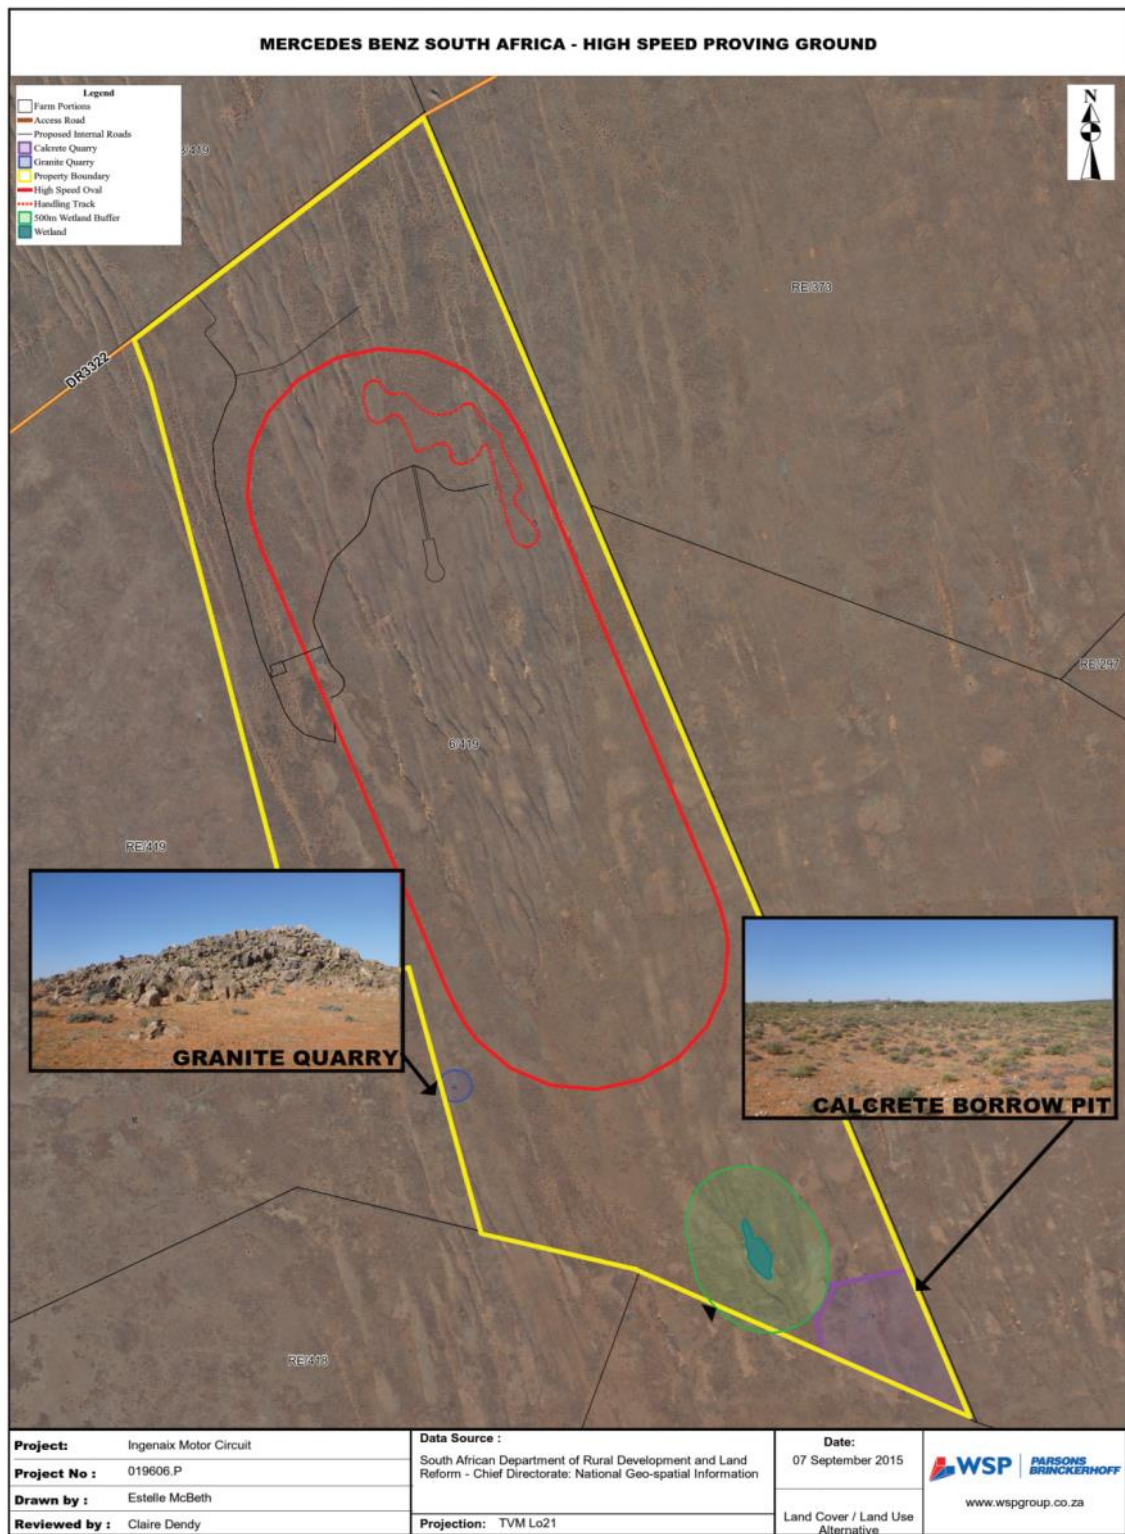 MERCEDES BENZ SOUTH AFRICA - HIGH SPEED PROVING GROUND
Legend
Farm Portions
Access Road
Proposed Internal Roads
Calcrete Quarry
Granite Quarry
Property Boundary
High Speed Oval
Handling Track
500m Wetland Buffer
Wetland
N
/419
RE/373
DR3322
RE/297
6/419
RE/419
GRANITE QUARRY
CALCRETE BORROW PIT
RE/418
Project: Ingenaix Motor Circuit
Project No : 019606.P
Drawn by : Estelle McBeth
Reviewed by : Claire Dendy
Data Source :
South African Department of Rural Development and Land
Reform - Chief Directorate: National Geo-spatial Information
Projection: TVM Lo21
Date:
07 September 2015
Land Cover / Land Use
Alternative
WSP PARSONS
BRINCKERHOFF
www.wspgroup.co.za